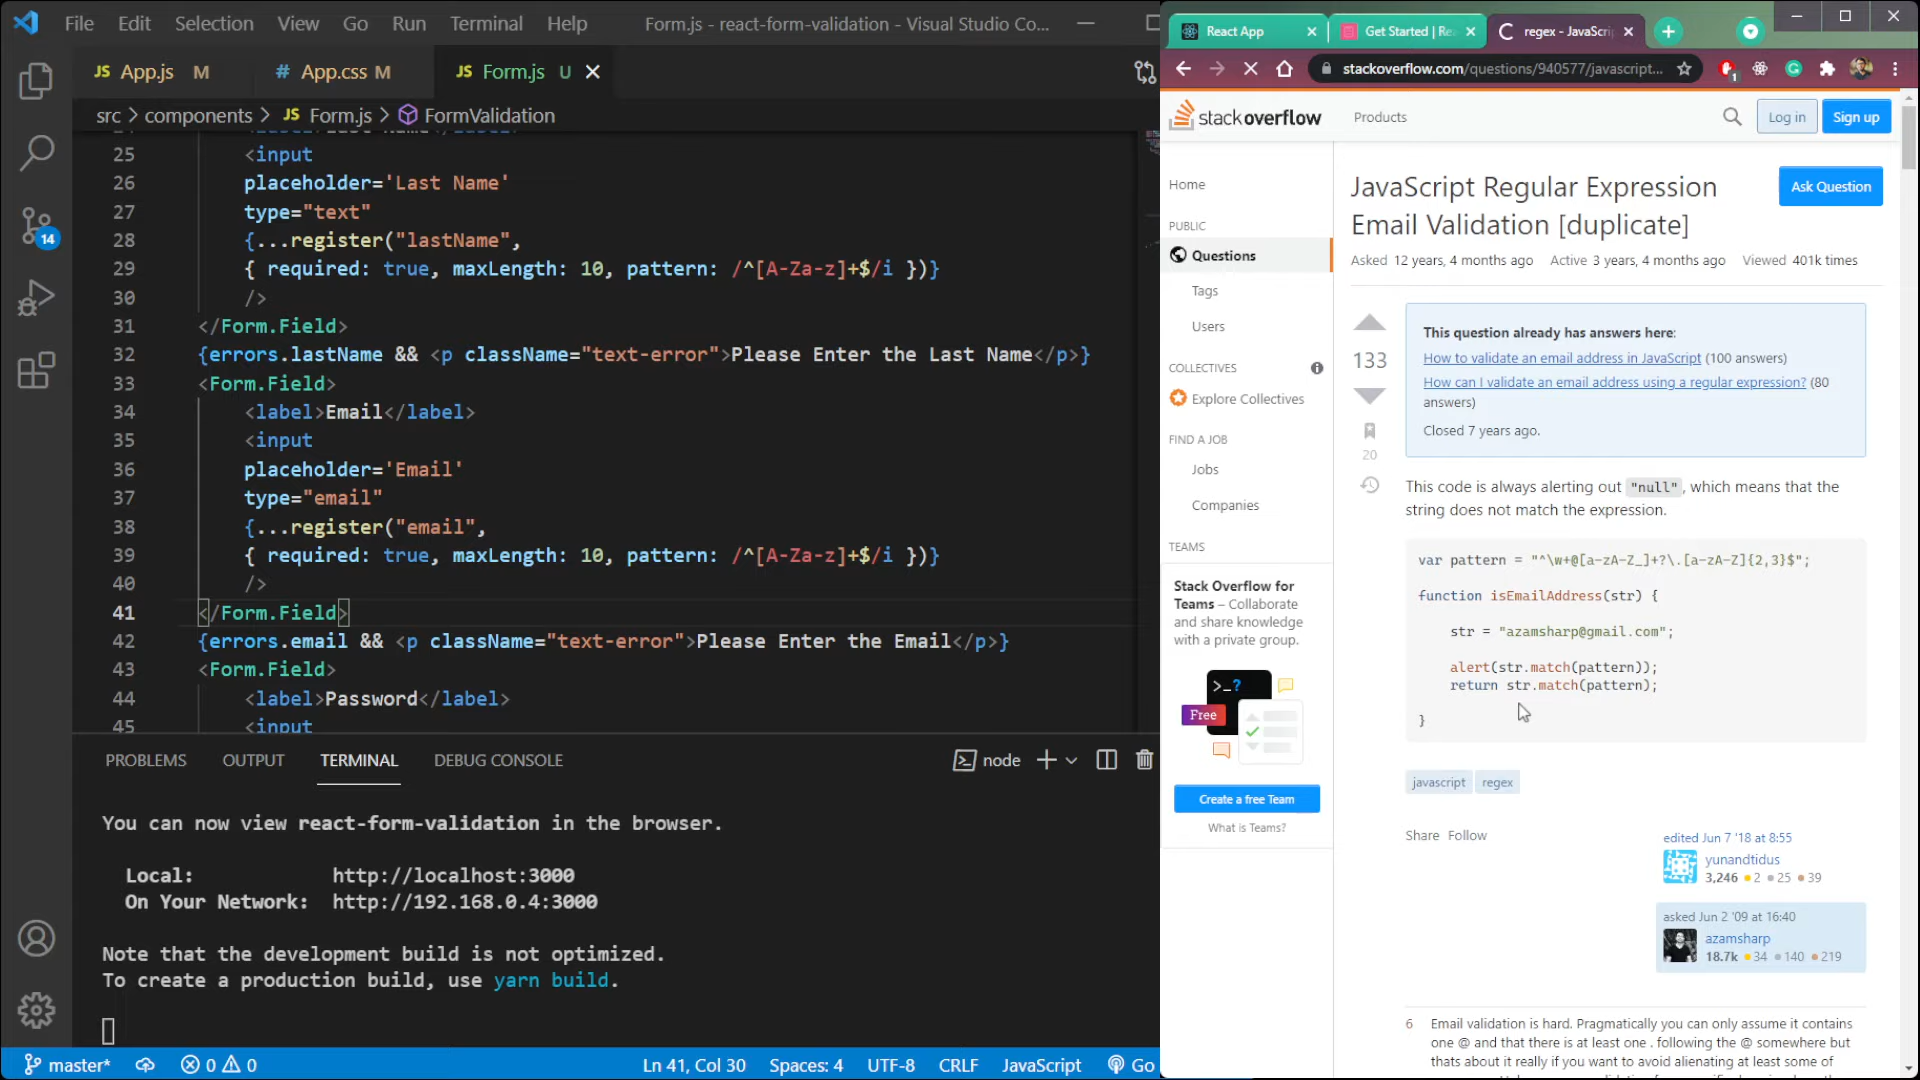 File Edit Selection View Go Run Terminal Help Form.js - react-form-validation - Visual Studio Co...
JS App.js M # App.css M JS Form.js U
src > components > JS Form.js > FormValidation
25 <input
26 placeholder='Last Name'
27 type="text"
28 {...register("lastName",
29 { required: true, maxLength: 10, pattern: /^[A-Za-z]+$/i })}
30 />
31 </Form.Field>
32 {errors.lastName && <p className="text-error">Please Enter the Last Name</p>}
33 <Form.Field>
34 <label>Email</label>
35 <input
36 placeholder='Email'
37 type="email"
38 {...register("email",
39 { required: true, maxLength: 10, pattern: /^[A-Za-z]+$/i })}
40 />
41 </Form.Field>
42 {errors.email && <p className="text-error">Please Enter the Email</p>}
43 <Form.Field>
44 <label>Password</label>
45 <input
14
PROBLEMS OUTPUT TERMINAL DEBUG CONSOLE node
You can now view react-form-validation in the browser.
Local: http://localhost:3000
On Your Network: http://192.168.0.4:3000
Note that the development build is not optimized.
To create a production build, use yarn build.
master* 0 0 Ln 41, Col 30 Spaces: 4 UTF-8 CRLF JavaScript Go
React App Get Started | Re regex - JavaScri
stackoverflow.com/questions/940577/javascript...
1
stackoverflow Products Log in Sign up
Home
PUBLIC
Questions
Tags
Users
COLLECTIVES
Explore Collectives
FIND A JOB
Jobs
Companies
TEAMS
Stack Overflow for
Teams – Collaborate
and share knowledge
with a private group.
>_?
Free
Create a free Team
What is Teams?
JavaScript Regular Expression
Email Validation [duplicate]
Ask Question
Asked 12 years, 4 months ago Active 3 years, 4 months ago Viewed 401k times
133
20
This question already has answers here:
How to validate an email address in JavaScript (100 answers)
How can I validate an email address using a regular expression? (80
answers)
Closed 7 years ago.
This code is always alerting out "null", which means that the
string does not match the expression.
var pattern = "^\w+@[a-zA-Z_]+?\.[a-zA-Z]{2,3}$";
function isEmailAddress(str) {
str = "azamsharp@gmail.com";
alert(str.match(pattern));
return str.match(pattern);
}
javascript regex
Share Follow
edited Jun 7 '18 at 8:55
yunandtidus
3,246 2 25 39
asked Jun 2 '09 at 16:40
azamsharp
18.7k 34 140 219
6 Email validation is hard. Pragmatically you can only assume it contains
one @ and that there is at least one . following the @ somewhere but
thats about it really if you want to avoid alienating at least some of